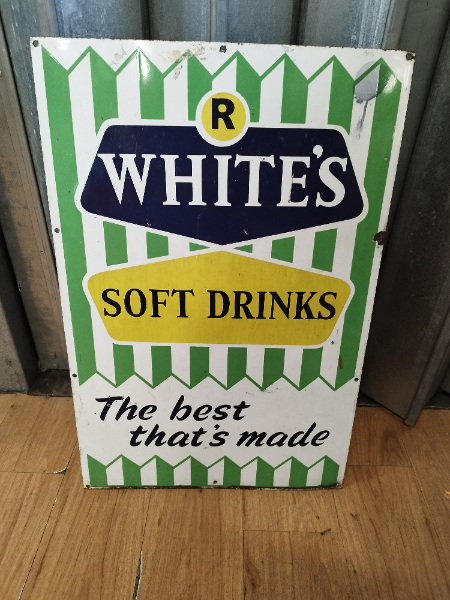 R
WHITE'S
SOFT DRINKS
The best
that's made